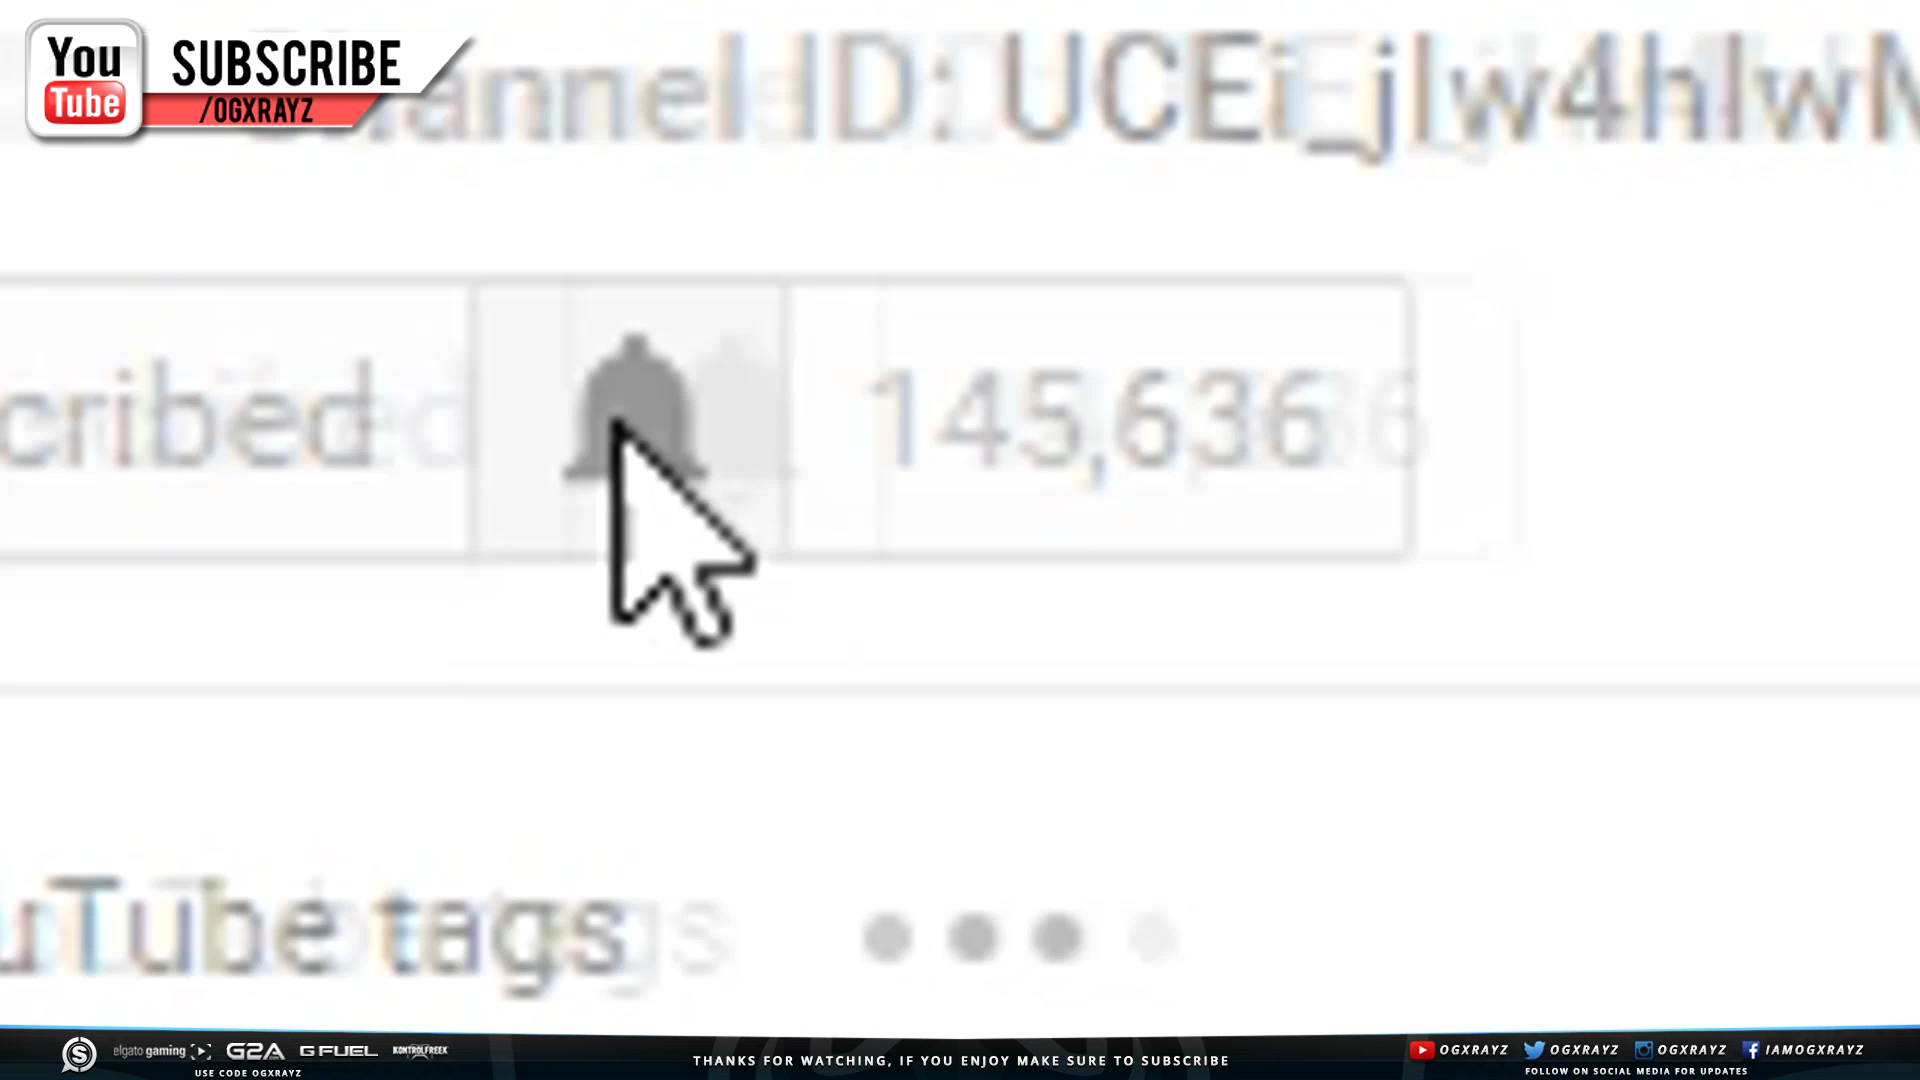 You
Tube
SUBSCRIBE
/OGXRAYZ
annel ID: UCEi_jlw4hlwM
cribed
145,636
uTube tags
elgato gaming
G2A
G FUEL
KONTROLFREEK
USE CODE OGXRAYZ
THANKS FOR WATCHING, IF YOU ENJOY MAKE SURE TO SUBSCRIBE
OGXRAYZ
OGXRAYZ
OGXRAYZ
IAMOGXRAYZ
FOLLOW ON SOCIAL MEDIA FOR UPDATES